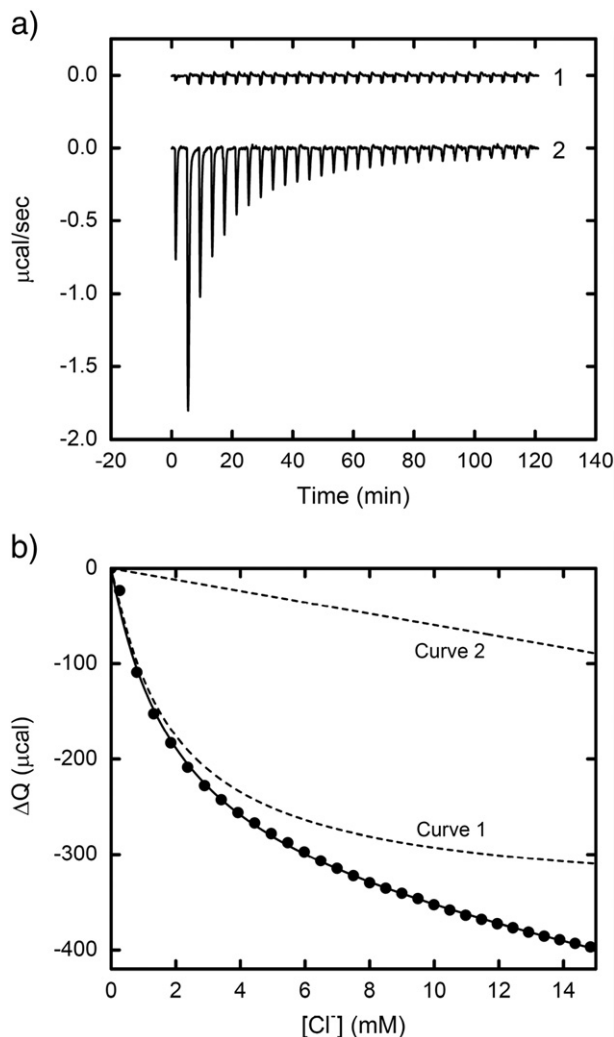 a)
0.0
1
0.0
2
-0.5
-1.0
-1.5
-2.0
μcal/sec
-20 0 20 40 60 80 100 120 140
Time (min)
b)
0
-100
-200
-300
-400
ΔQ (μcal)
Curve 2
Curve 1
0 2 4 6 8 10 12 14
[Cl⁻] (mM)